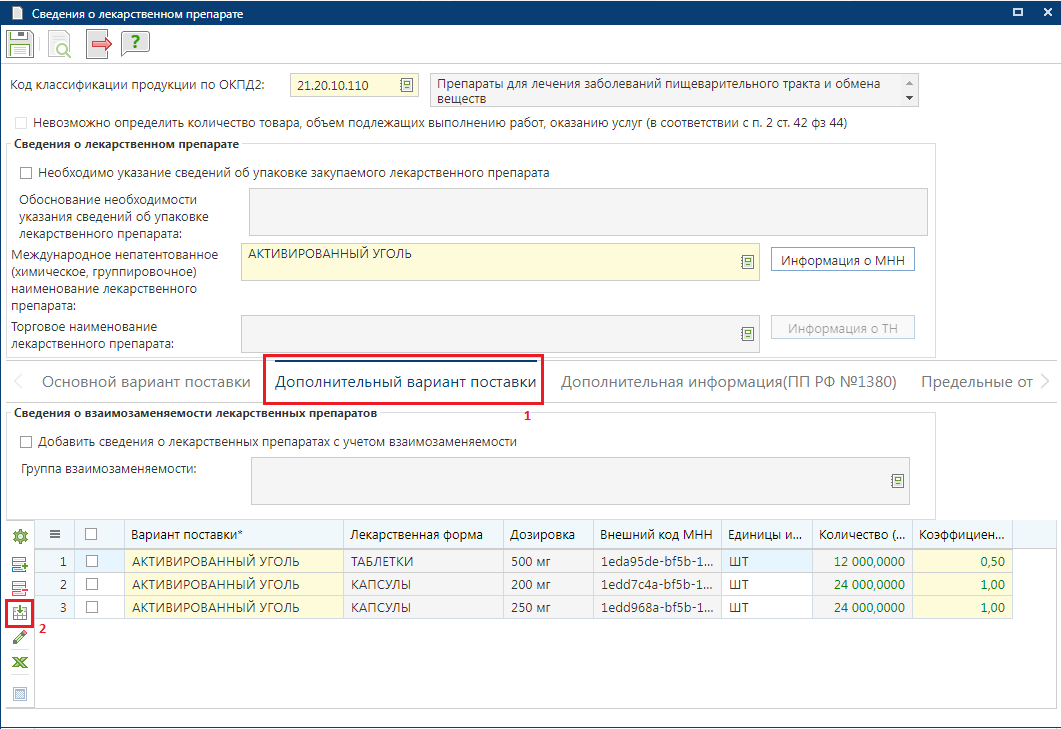 Сведения о лекарственном препарате
Код классификации продукции по ОКПД2:
21.20.10.110
Препараты для лечения заболеваний пищеварительного тракта и обмена
веществ
Невозможно определить количество товара, объем подлежащих выполнению работ, оказанию услуг (в соответствии с п. 2 ст. 42 фз 44)
Сведения о лекарственном препарате
Необходимо указание сведений об упаковке закупаемого лекарственного препарата
Обоснование необходимости
указания сведений об упаковке
лекарственного препарата:
Международное непатентованное
(химическое, группировочное)
наименование лекарственного
препарата:
АКТИВИРОВАННЫЙ УГОЛЬ
Информация о МНН
Торговое наименование
лекарственного препарата:
Информация о ТН
Основной вариант поставки
Дополнительный вариант поставки
Дополнительная информация(ПП РФ №1380)
Предельные от
1
Сведения о взаимозаменяемости лекарственных препаратов
Добавить сведения о лекарственных препаратах с учетом взаимозаменяемости
Группа взаимозаменяемости:
Вариант поставки* Лекарственная форма Дозировка Внешний код МНН Единицы и... Количество (... Коэффициен...
1 АКТИВИРОВАННЫЙ УГОЛЬ ТАБЛЕТКИ 500 мг 1eda95de-bf5b-1... ШТ 12 000,0000 0,50
2 АКТИВИРОВАННЫЙ УГОЛЬ КАПСУЛЫ 200 мг 1edd7c4a-bf5b-1... ШТ 24 000,0000 1,00
3 АКТИВИРОВАННЫЙ УГОЛЬ КАПСУЛЫ 250 мг 1edd968a-bf5b-1... ШТ 24 000,0000 1,00
2